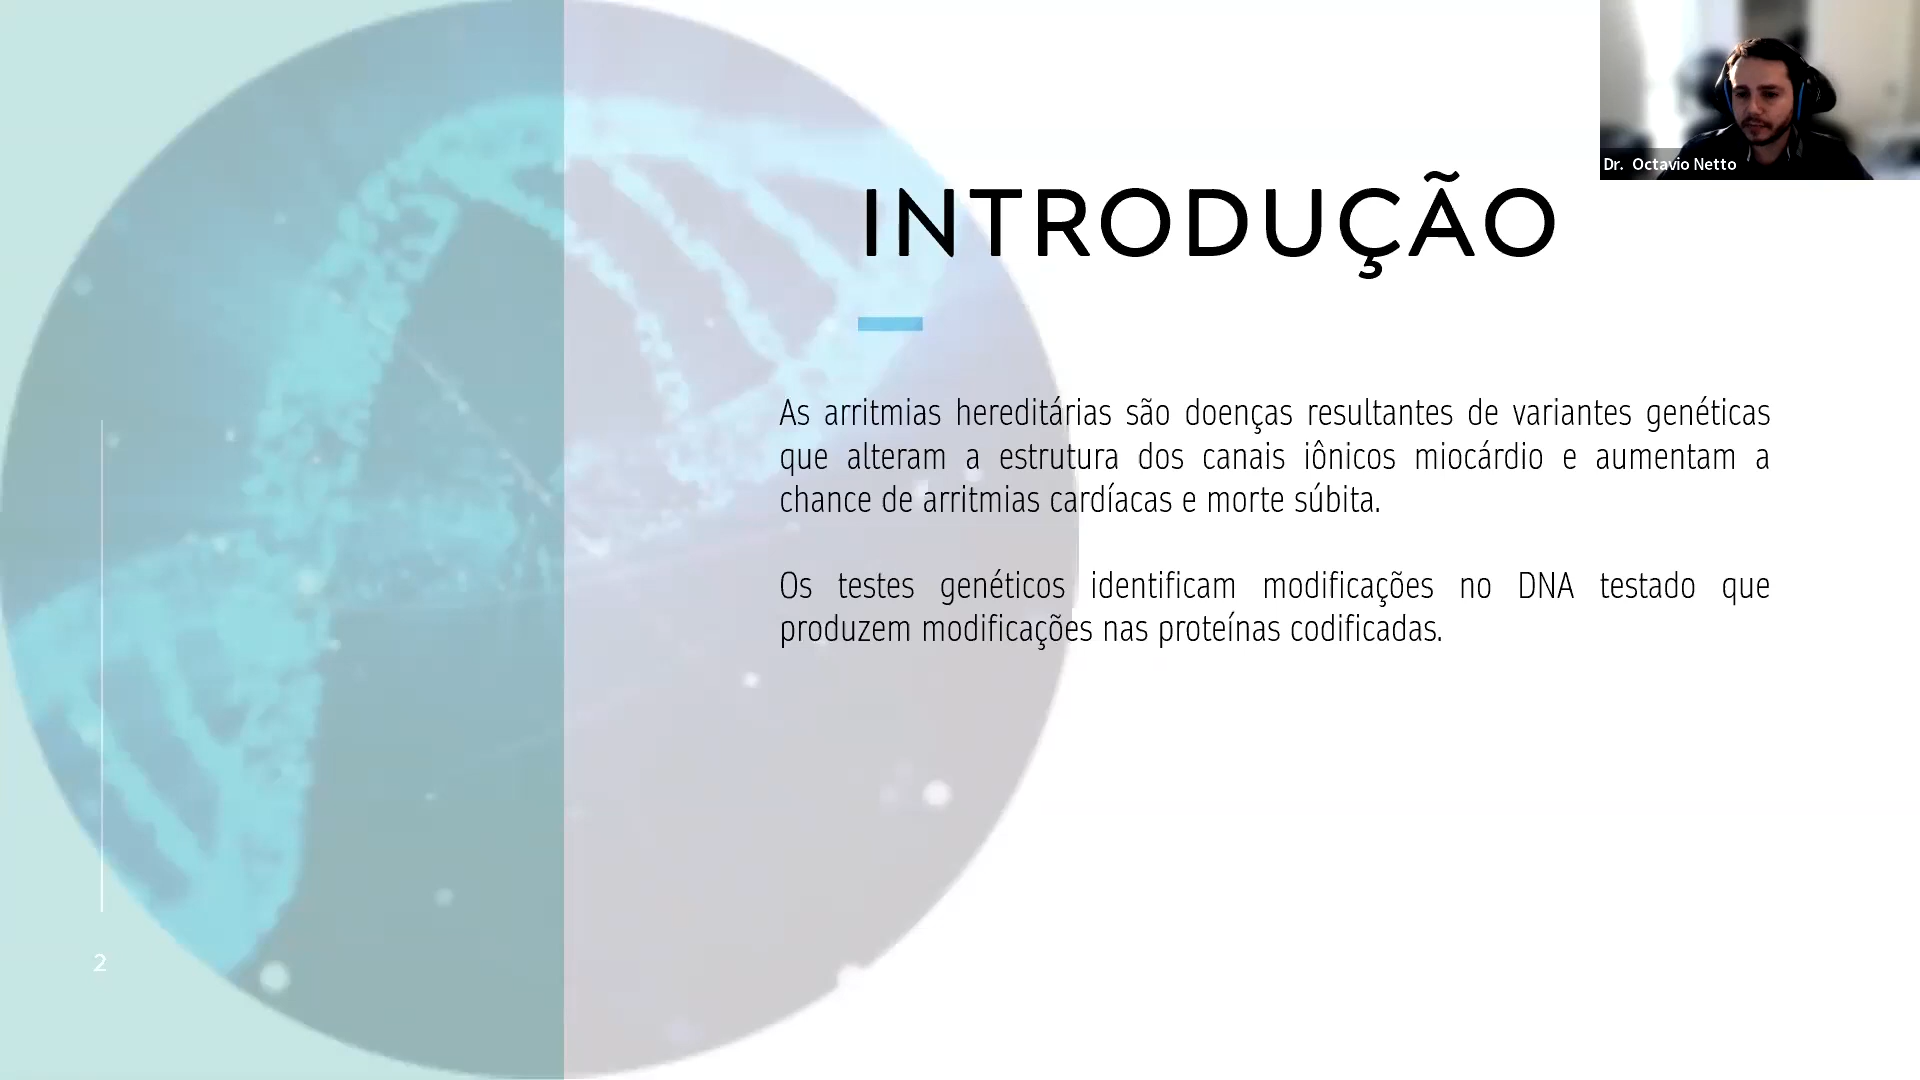 Dr. Octavio Netto
INTRODUÇÃO
As arritmias hereditárias são doenças resultantes de variantes genéticas
que alteram a estrutura dos canais iônicos miocárdio e aumentam a
chance de arritmias cardíacas e morte súbita.
Os testes genéticos identificam modificações no DNA testado que
produzem modificações nas proteínas codificadas.
2